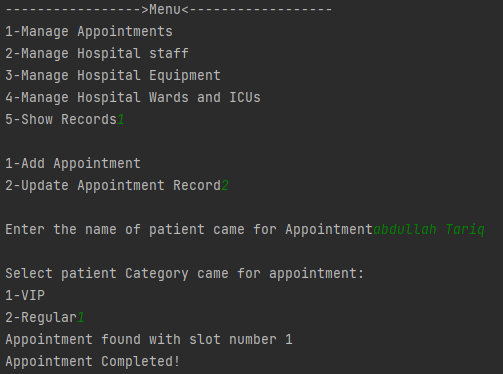 ----------------->Menu<------------------
1-Manage Appointments
2-Manage Hospital staff
3-Manage Hospital Equipment
4-Manage Hospital Wards and ICUs
5-Show Records1
1-Add Appointment
2-Update Appointment Record2
Enter the name of patient came for Appointmentabdullah Tariq
Select patient Category came for appointment:
1-VIP
2-Regular1
Appointment found with slot number 1
Appointment Completed!